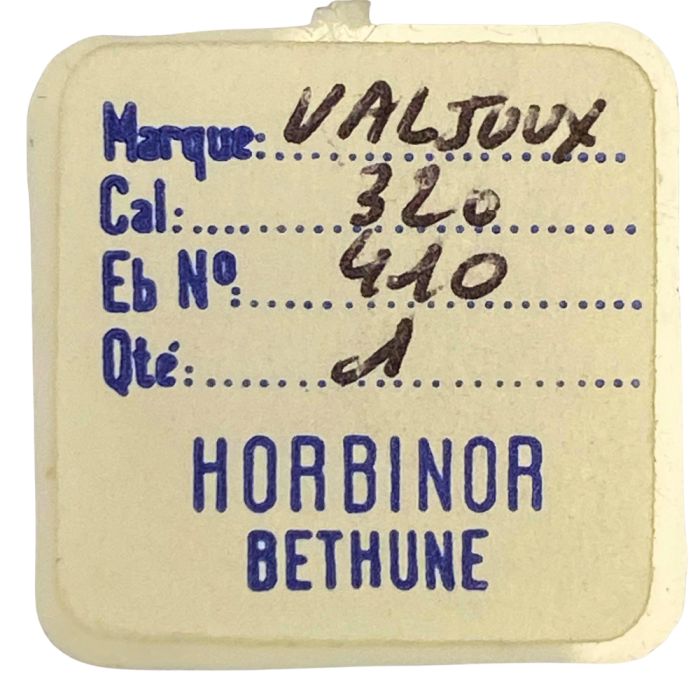 Marque: VALJOUX
Cal: 320
Eb Nº: 410
Qté: 1
HORBINOR
BETHUNE